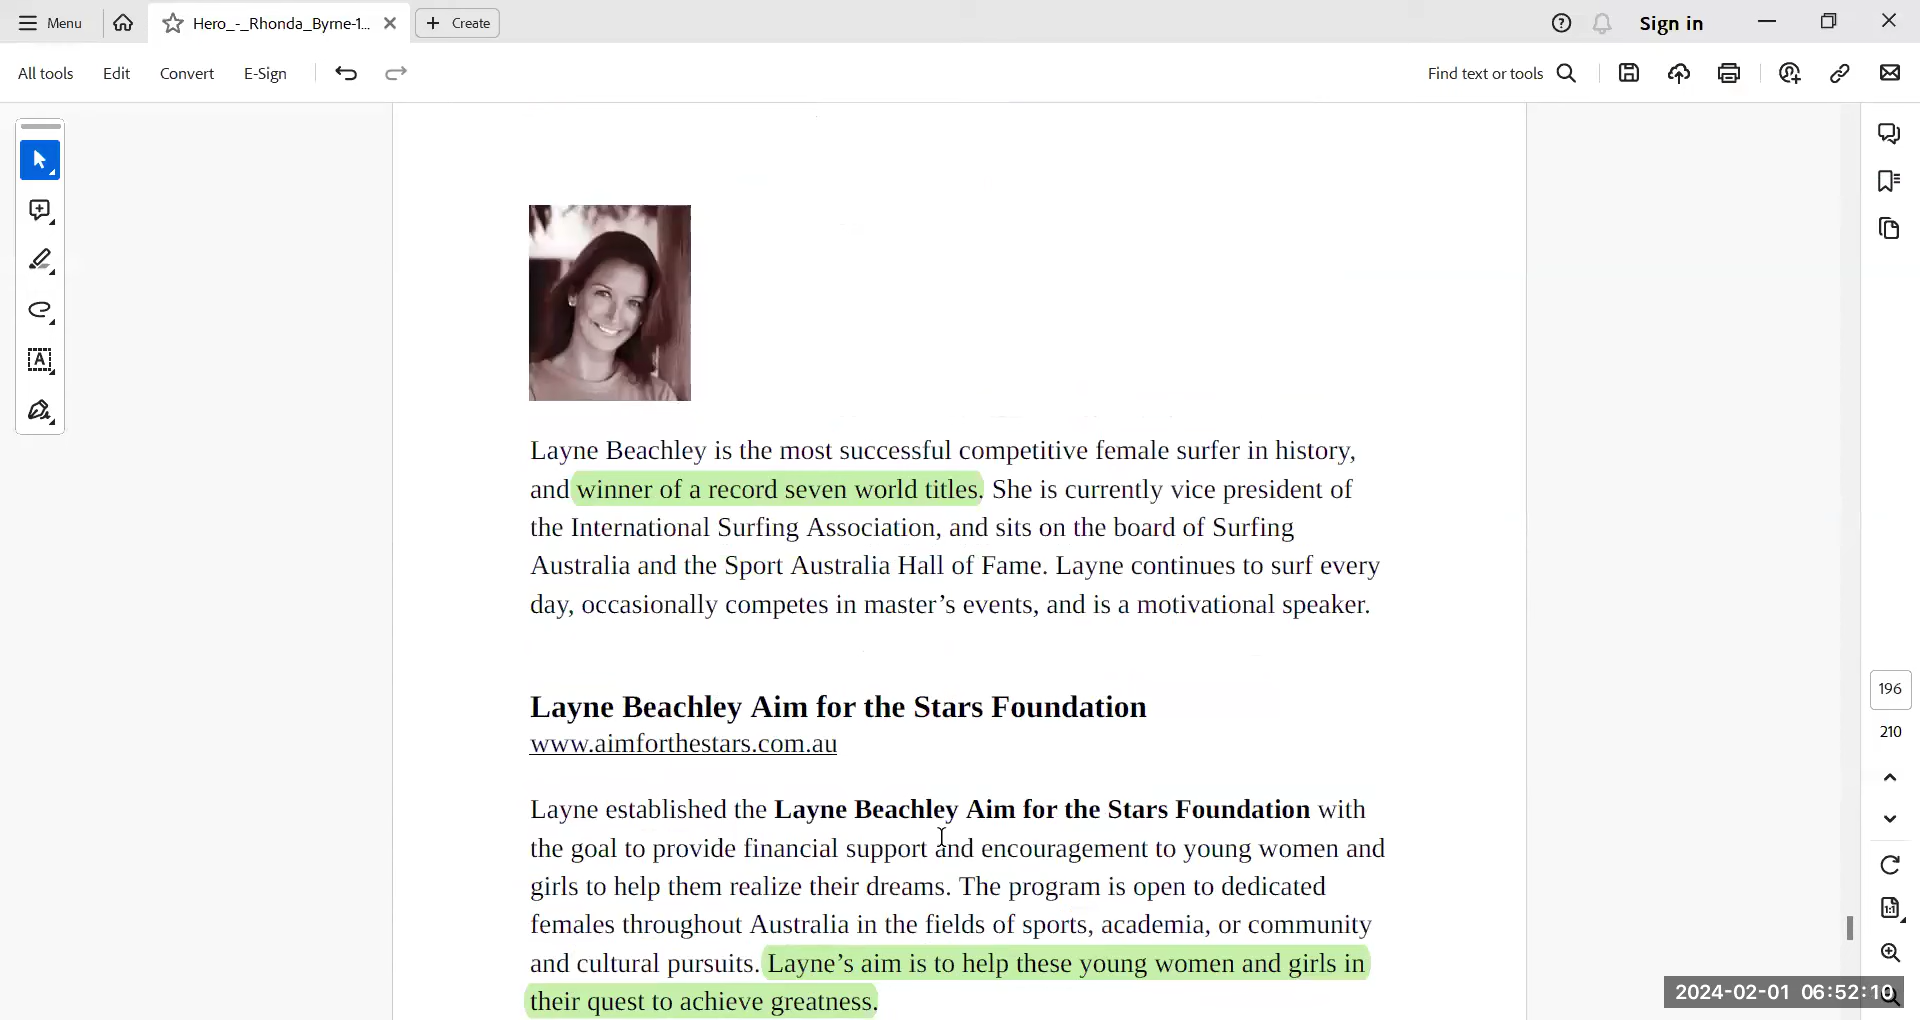 Menu
Hero_-_Rhonda_Byrne-1...
Create
Sign in
All tools
Edit
Convert
E-Sign
Find text or tools
Layne Beachley is the most successful competitive female surfer in history,
and winner of a record seven world titles. She is currently vice president of
the International Surfing Association, and sits on the board of Surfing
Australia and the Sport Australia Hall of Fame. Layne continues to surf every
day, occasionally competes in master’s events, and is a motivational speaker.
Layne Beachley Aim for the Stars Foundation
www.aimforthestars.com.au
Layne established the Layne Beachley Aim for the Stars Foundation with
the goal to provide financial support and encouragement to young women and
girls to help them realize their dreams. The program is open to dedicated
females throughout Australia in the fields of sports, academia, or community
and cultural pursuits. Layne’s aim is to help these young women and girls in
their quest to achieve greatness.
196
210
1:1
2024-02-01 06:52:10